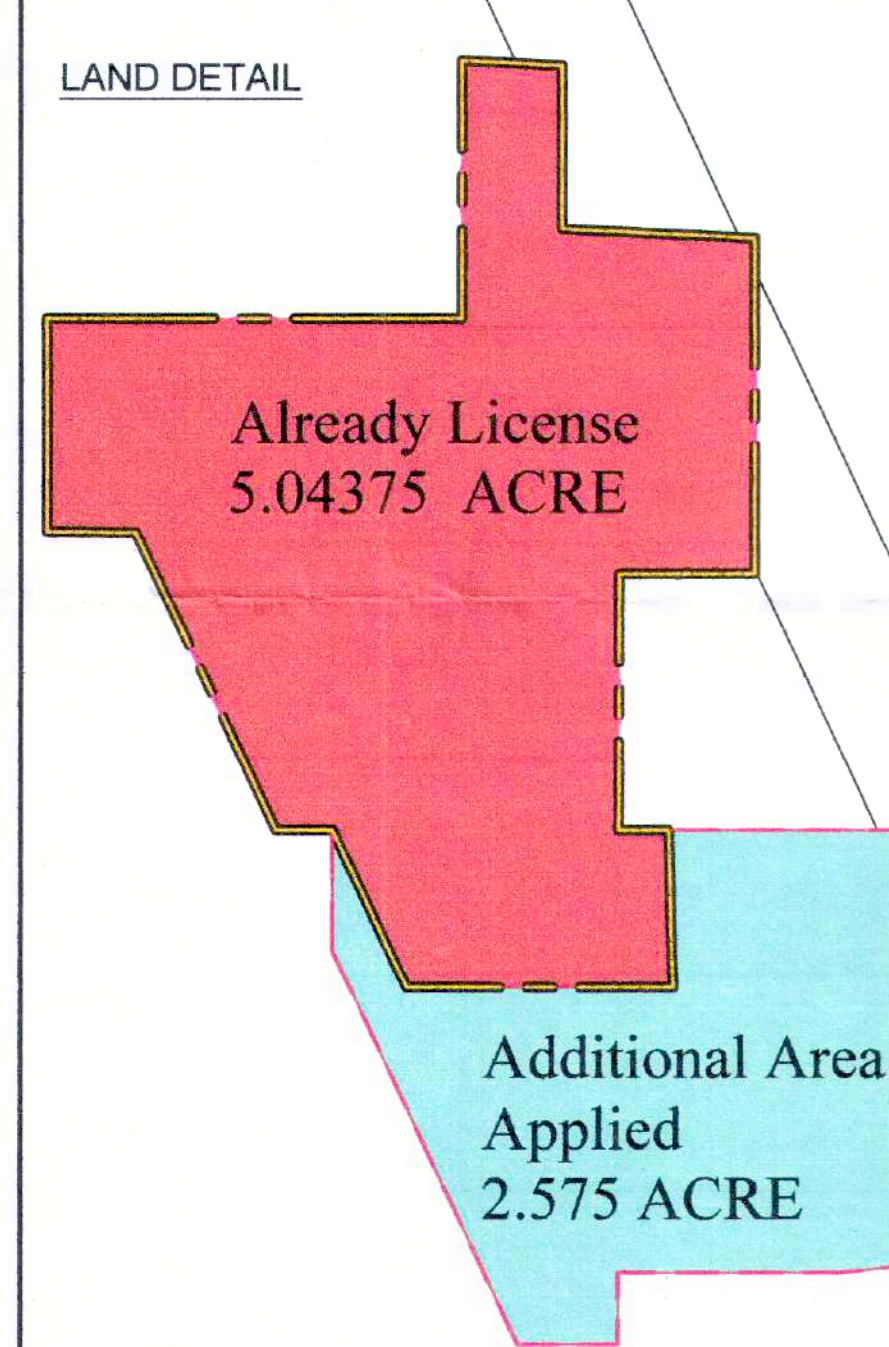 LAND DETAIL
Already License
5.04375 ACRE
Additional Area
Applied
2.575 ACRE